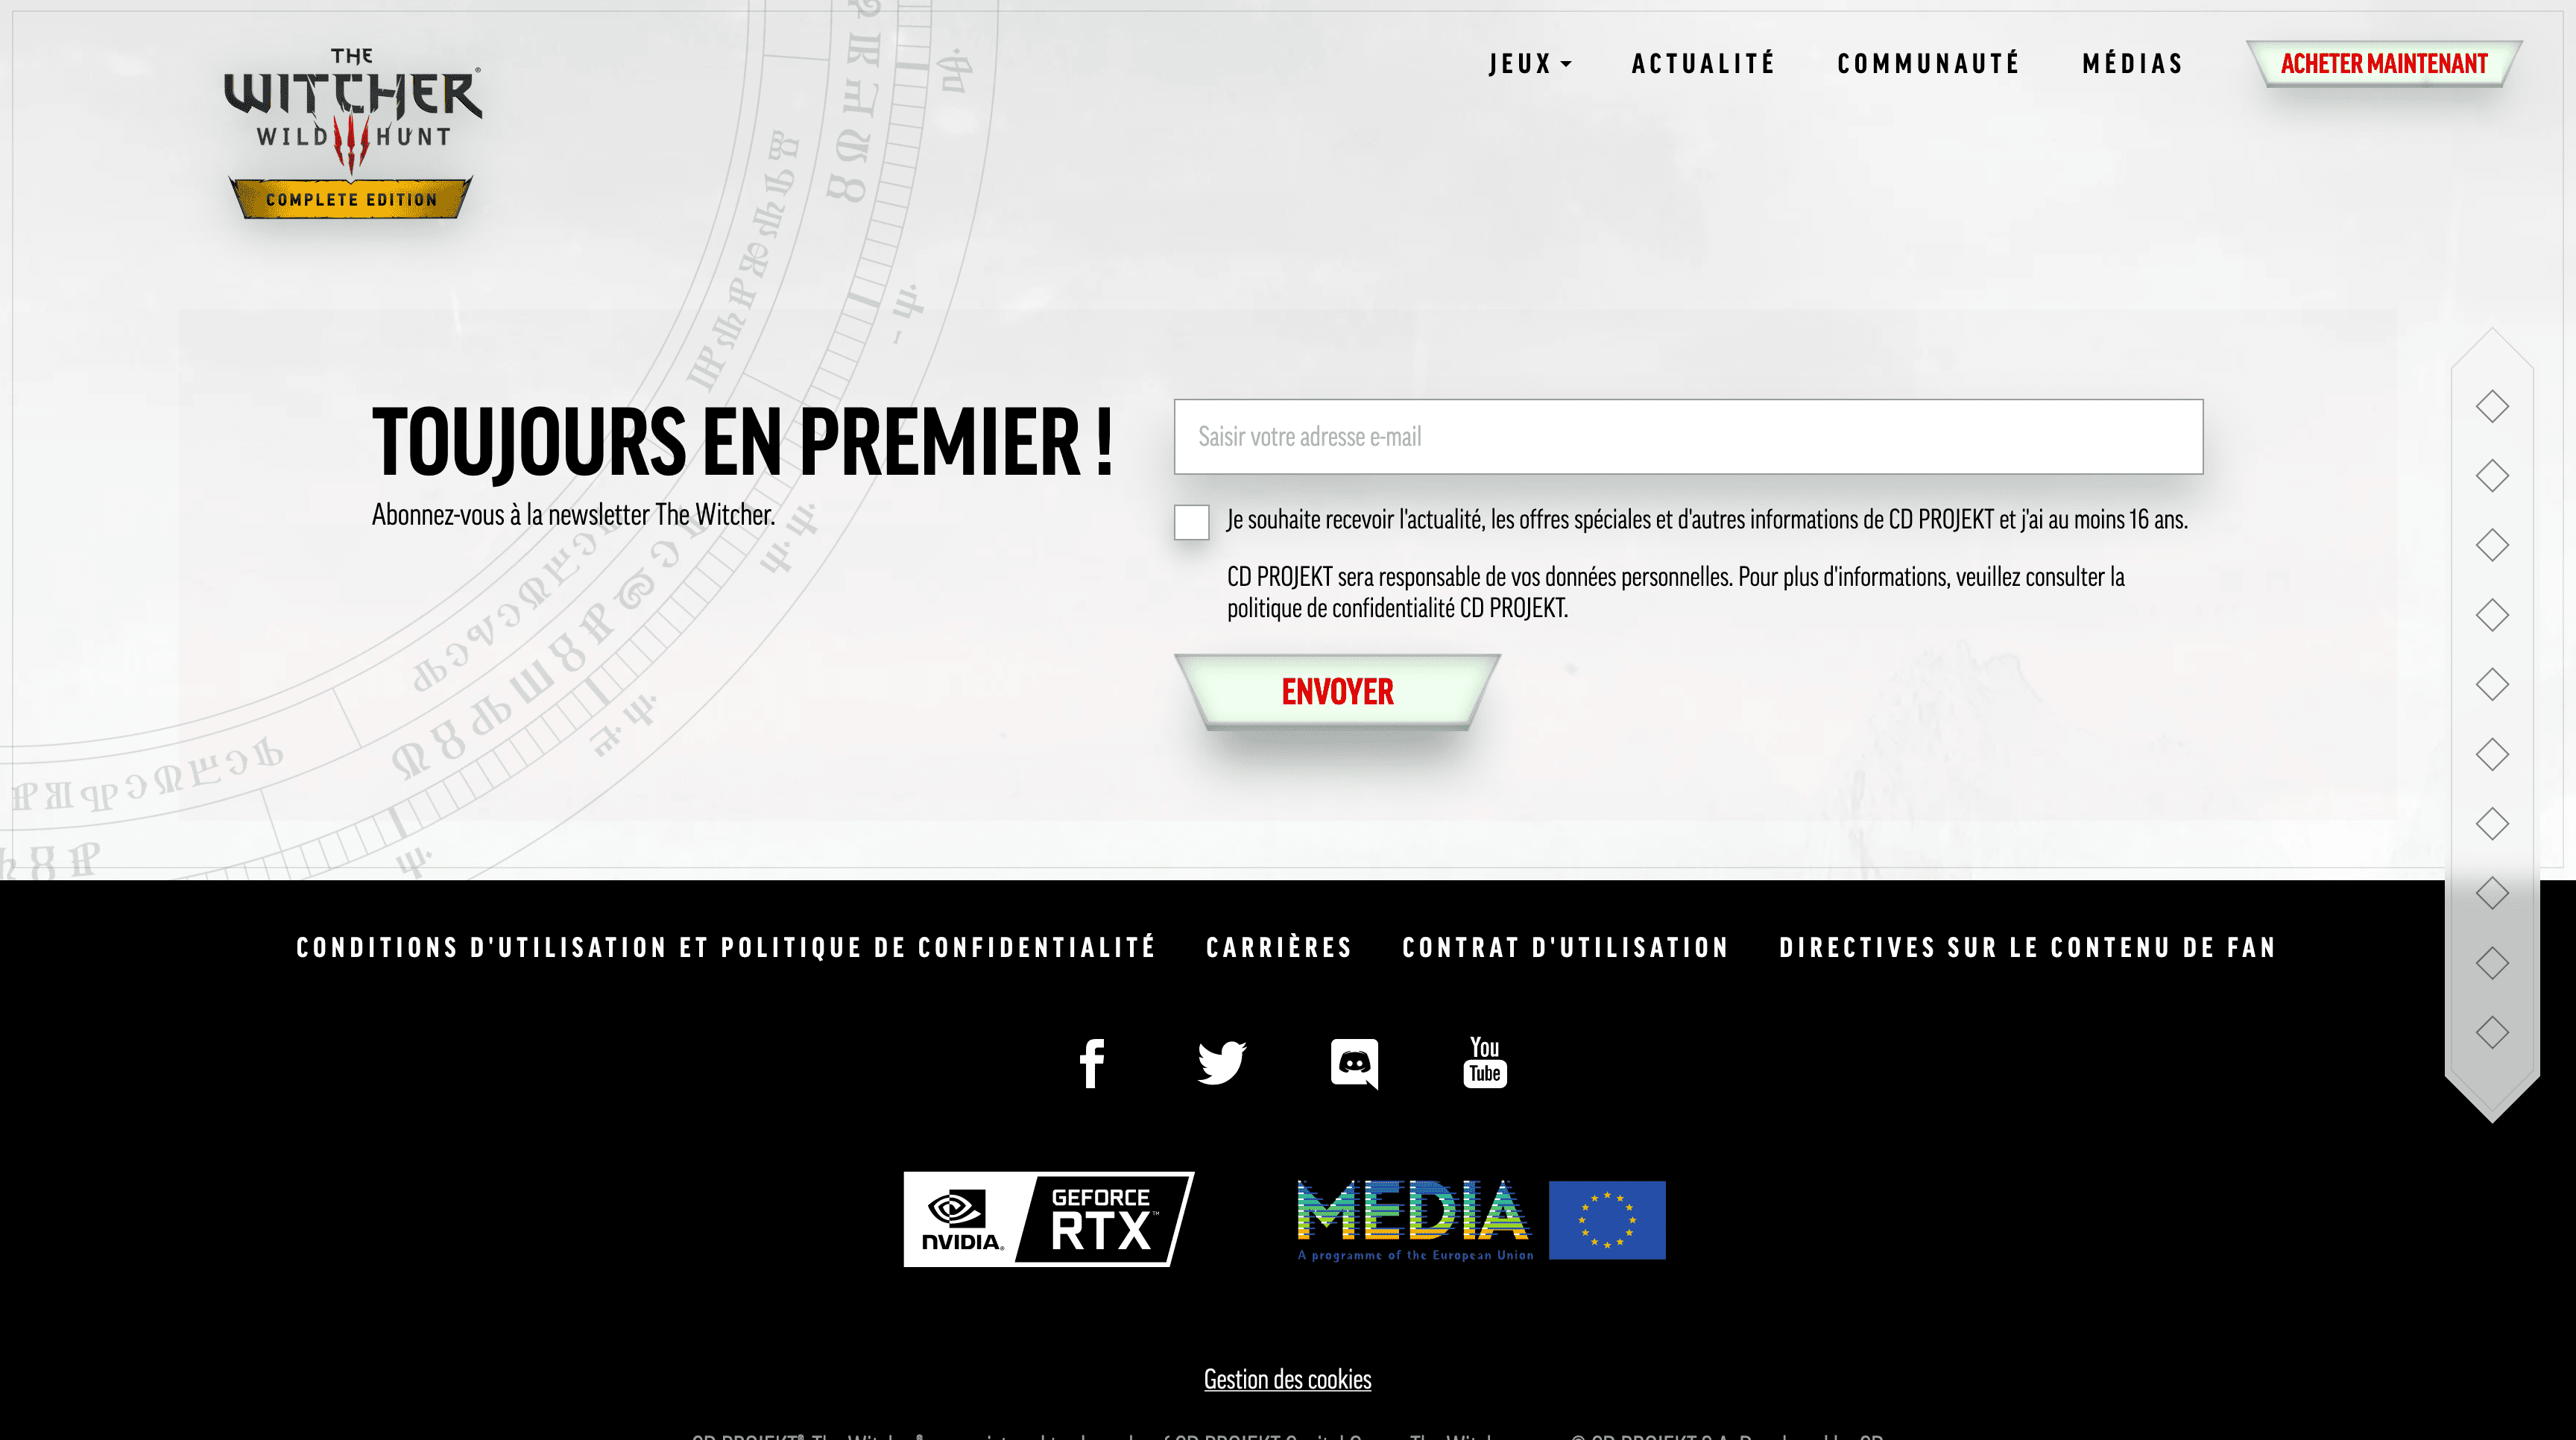 THE
WITCHER®
WILD HUNT
COMPLETE EDITION
JEUX
ACTUALITÉ
COMMUNAUTÉ
MÉDIAS
ACHETER MAINTENANT
TOUJOURS EN PREMIER !
Abonnez-vous à la newsletter The Witcher.
Saisir votre adresse e-mail
Je souhaite recevoir l'actualité, les offres spéciales et d'autres informations de CD PROJEKT et j'ai au moins 16 ans.
CD PROJEKT sera responsable de vos données personnelles. Pour plus d'informations, veuillez consulter la
politique de confidentialité CD PROJEKT.
ENVOYER
CONDITIONS D'UTILISATION ET POLITIQUE DE CONFIDENTIALITÉ
CARRIÈRES
CONTRAT D'UTILISATION
DIRECTIVES SUR LE CONTENU DE FAN
You
Tube
NVIDIA®
GEFORCE
RTX™
MEDIA
A programme of the European Union
Gestion des cookies